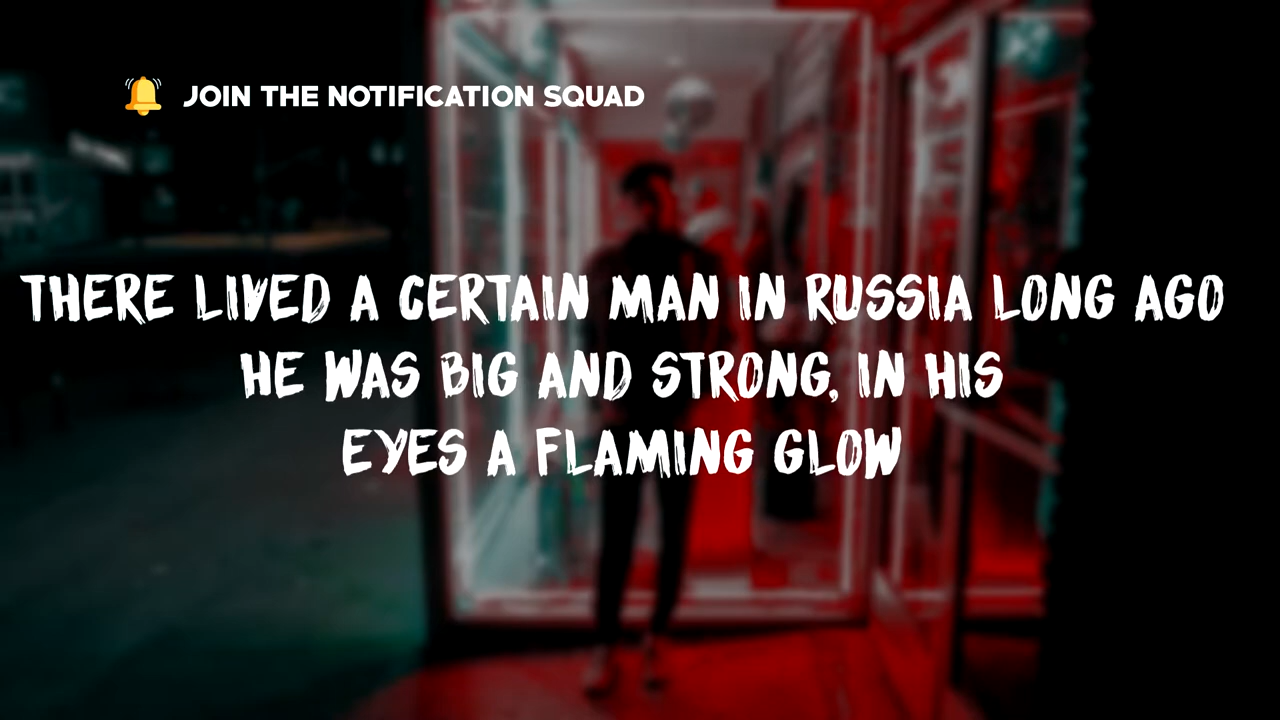 🔔 JOIN THE NOTIFICATION SQUAD
THERE LIVED A CERTAIN MAN IN RUSSIA LONG AGO
HE WAS BIG AND STRONG, IN HIS
EYES A FLAMING GLOW